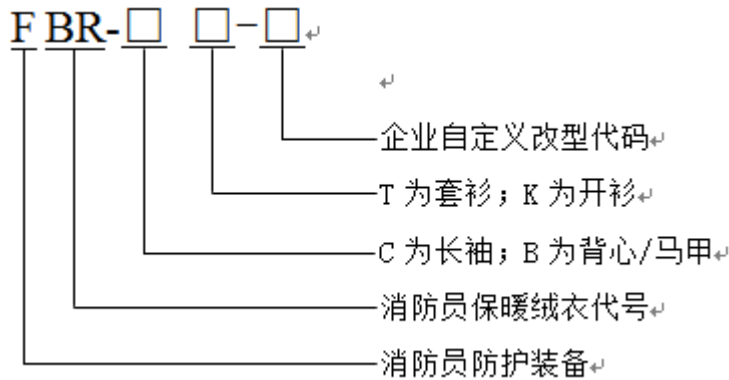 F BR-□ □-□
企业自定义改型代码
T 为套衫；K 为开衫
C 为长袖；B 为背心/马甲
消防员保暖绒衣代号
消防员防护装备